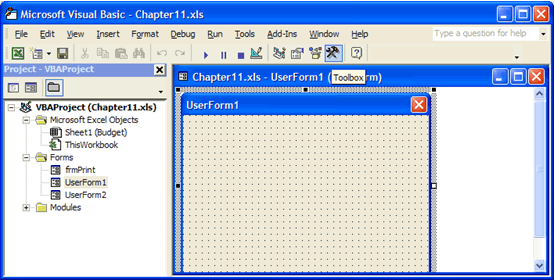 Microsoft Visual Basic - Chapter11.xls
File Edit View Insert Format Debug Run Tools Add-Ins Window Help
Type a question for help
Project - VBAProject
VBAProject (Chapter11.xls)
Microsoft Excel Objects
Sheet1 (Budget)
ThisWorkbook
Forms
frmPrint
UserForm1
UserForm2
Modules
Chapter11.xls - UserForm1 ( rm)
Toolbox
UserForm1